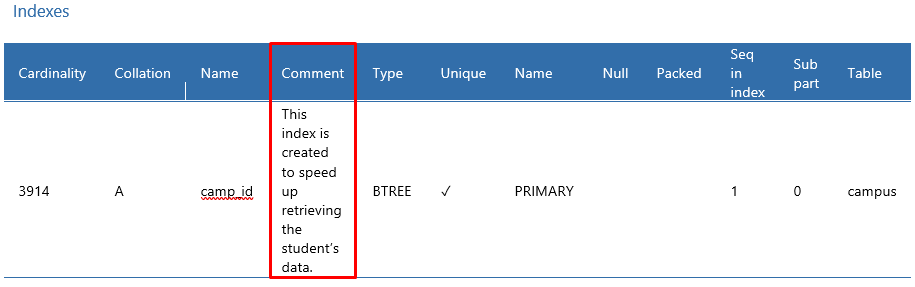 Indexes
Cardinality Collation Name Comment Type Unique Name Null Packed Seq in index Sub part Table
3914 A camp_id This index is created to speed up retrieving the student’s data. BTREE ✓ PRIMARY 1 0 campus